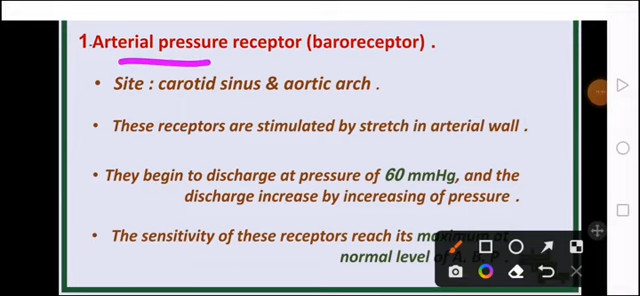 1.Arterial pressure receptor (baroreceptor) .
• Site : carotid sinus & aortic arch .
• These receptors are stimulated by stretch in arterial wall .
• They begin to discharge at pressure of 60 mmHg, and the
discharge increase by incereasing of pressure .
• The sensitivity of these receptors reach its maximum at
normal level of A. B. P .